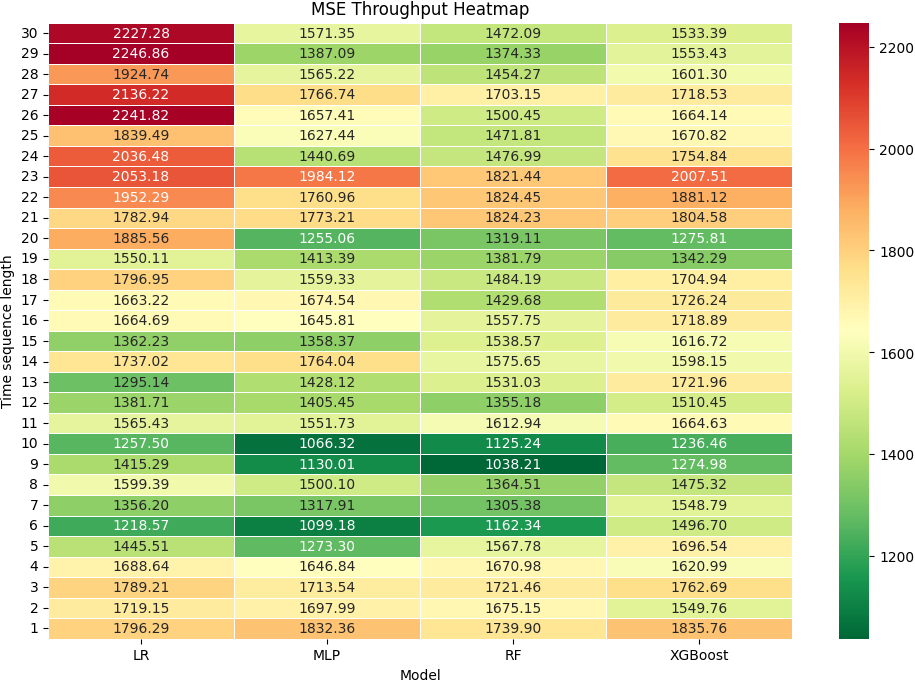 MSE Throughput Heatmap
30 2227.28 1571.35 1472.09 1533.39
29 2246.86 1387.09 1374.33 1553.43
28 1924.74 1565.22 1454.27 1601.30
27 2136.22 1766.74 1703.15 1718.53
26 2241.82 1657.41 1500.45 1664.14
25 1839.49 1627.44 1471.81 1670.82
24 2036.48 1440.69 1476.99 1754.84
23 2053.18 1984.12 1821.44 2007.51
22 1952.29 1760.96 1824.45 1881.12
21 1782.94 1773.21 1824.23 1804.58
20 1885.56 1255.06 1319.11 1275.81
19 1550.11 1413.39 1381.79 1342.29
18 1796.95 1559.33 1484.19 1704.94
17 1663.22 1674.54 1429.68 1726.24
16 1664.69 1645.81 1557.75 1718.89
15 1362.23 1358.37 1538.57 1616.72
14 1737.02 1764.04 1575.65 1598.15
13 1295.14 1428.12 1531.03 1721.96
12 1381.71 1405.45 1355.18 1510.45
11 1565.43 1551.73 1612.94 1664.63
10 1257.50 1066.32 1125.24 1236.46
9 1415.29 1130.01 1038.21 1274.98
8 1599.39 1500.10 1364.51 1475.32
7 1356.20 1317.91 1305.38 1548.79
6 1218.57 1099.18 1162.34 1496.70
5 1445.51 1273.30 1567.78 1696.54
4 1688.64 1646.84 1670.98 1620.99
3 1789.21 1713.54 1721.46 1762.69
2 1719.15 1697.99 1675.15 1549.76
1 1796.29 1832.36 1739.90 1835.76
LR MLP RF XGBoost
Model
Time sequence length
2200
2000
1800
1600
1400
1200